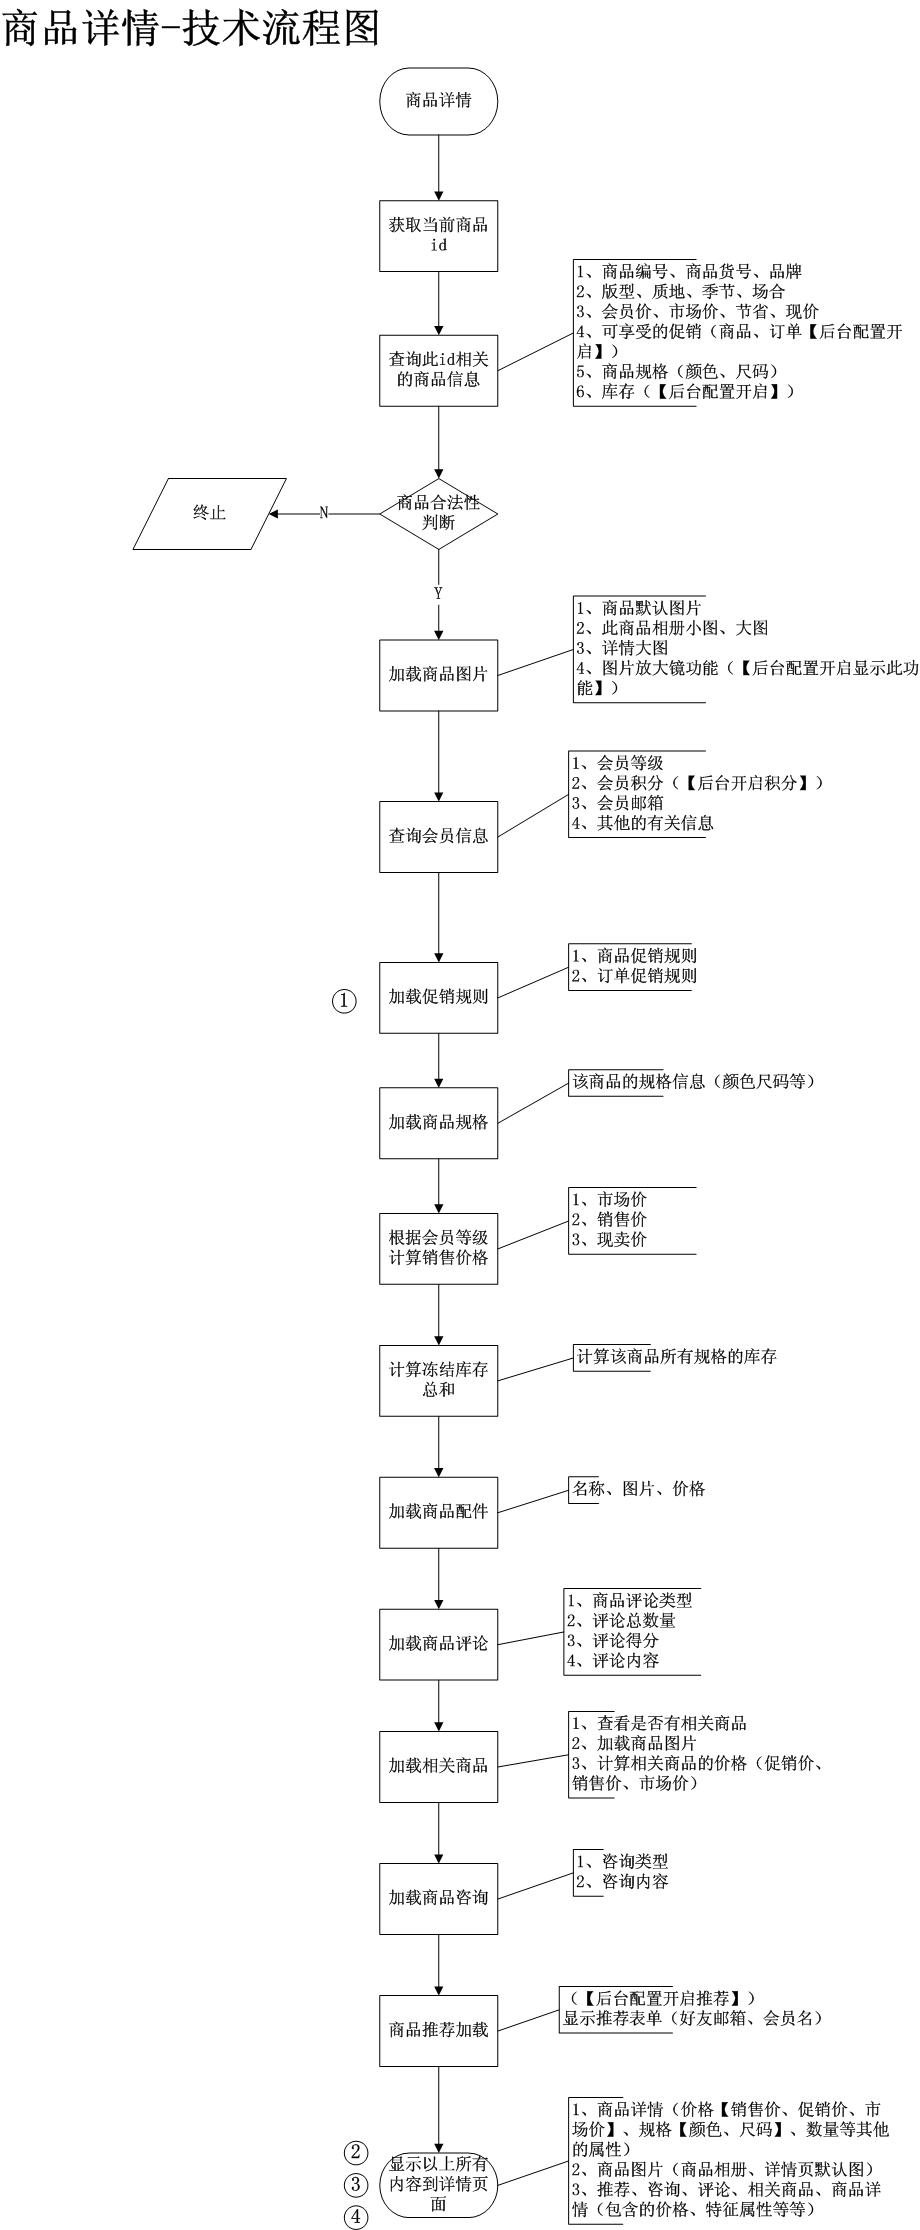 商品详情-技术流程图
商品详情
获取当前商品
id
查询此id相关
的商品信息
1、商品编号、商品货号、品牌
2、版型、质地、季节、场合
3、会员价、市场价、节省、现价
4、可享受的促销（商品、订单【后台配置开
启】）
5、商品规格（颜色、尺码）
6、库存（【后台配置开启】）
商品合法性
判断
N
终止
Y
加载商品图片
1、商品默认图片
2、此商品相册小图、大图
3、详情大图
4、图片放大镜功能（【后台配置开启显示此功
能】）
查询会员信息
1、会员等级
2、会员积分（【后台开启积分】）
3、会员邮箱
4、其他的有关信息
①
加载促销规则
1、商品促销规则
2、订单促销规则
加载商品规格
该商品的规格信息（颜色尺码等）
根据会员等级
计算销售价格
1、市场价
2、销售价
3、现卖价
计算冻结库存
总和
计算该商品所有规格的库存
加载商品配件
名称、图片、价格
加载商品评论
1、商品评论类型
2、评论总数量
3、评论得分
4、评论内容
加载相关商品
1、查看是否有相关商品
2、加载商品图片
3、计算相关商品的价格（促销价、
销售价、市场价）
加载商品咨询
1、咨询类型
2、咨询内容
商品推荐加载
（【后台配置开启推荐】）
显示推荐表单（好友邮箱、会员名）
②
③
④
显示以上所有
内容到详情页
面
1、商品详情（价格【销售价、促销价、市
场价】、规格【颜色、尺码】、数量等其他
的属性）
2、商品图片（商品相册、详情页默认图）
3、推荐、咨询、评论、相关商品、商品详
情（包含的价格、特征属性等等）